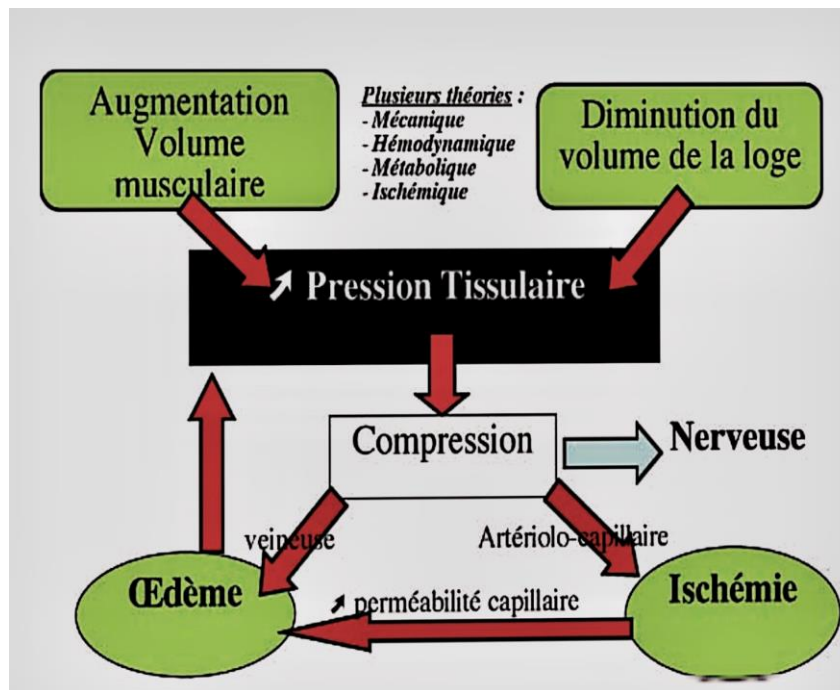 Augmentation
Volume
musculaire
Plusieurs théories :
- Mécanique
- Hémodynamique
- Métabolique
- Ischémique
Diminution du
volume de la loge
↗ Pression Tissulaire
Compression
Nerveuse
veineuse
Artériolo-capillaire
Œdème
↗ perméabilité capillaire
Ischémie